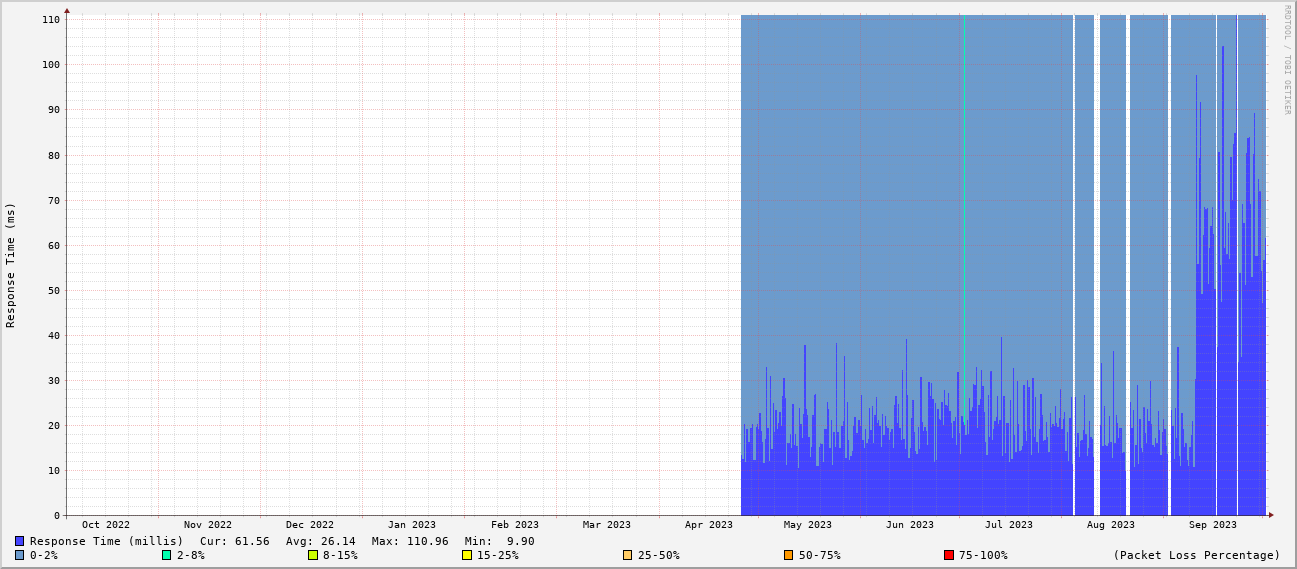 RRDTOOL / TOBI OETIKER
Response Time (ms)
110
100
90
80
70
60
50
40
30
20
10
0
Oct 2022 Nov 2022 Dec 2022 Jan 2023 Feb 2023 Mar 2023 Apr 2023 May 2023 Jun 2023 Jul 2023 Aug 2023 Sep 2023
Response Time (millis) Cur: 61.56 Avg: 26.14 Max: 110.96 Min: 9.90
0-2% 2-8% 8-15% 15-25% 25-50% 50-75% 75-100% (Packet Loss Percentage)